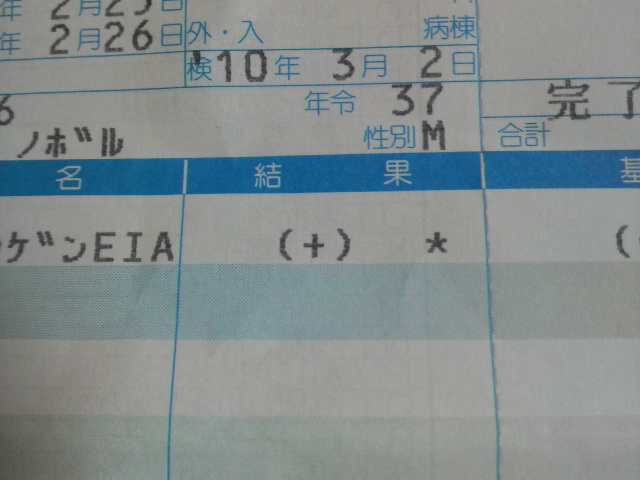 年 2月25日
年 2月26日 外・入 病棟
検 '10年 3月 2日
6 年令 37 完了
ノボル 性別 M 合計
名 結果 基
ゲンEIA (+) * (